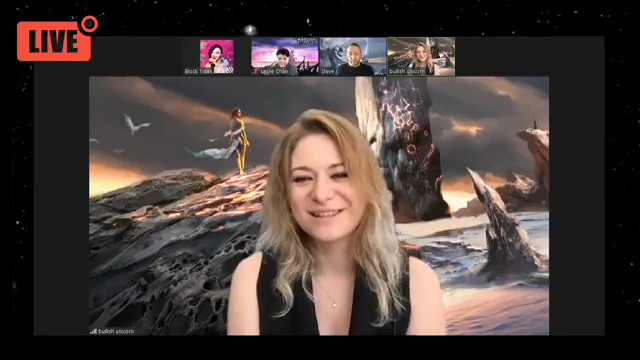 LIVE
Block Tides
Leslie Chan
Steve
bullish unicorn
bullish unicorn